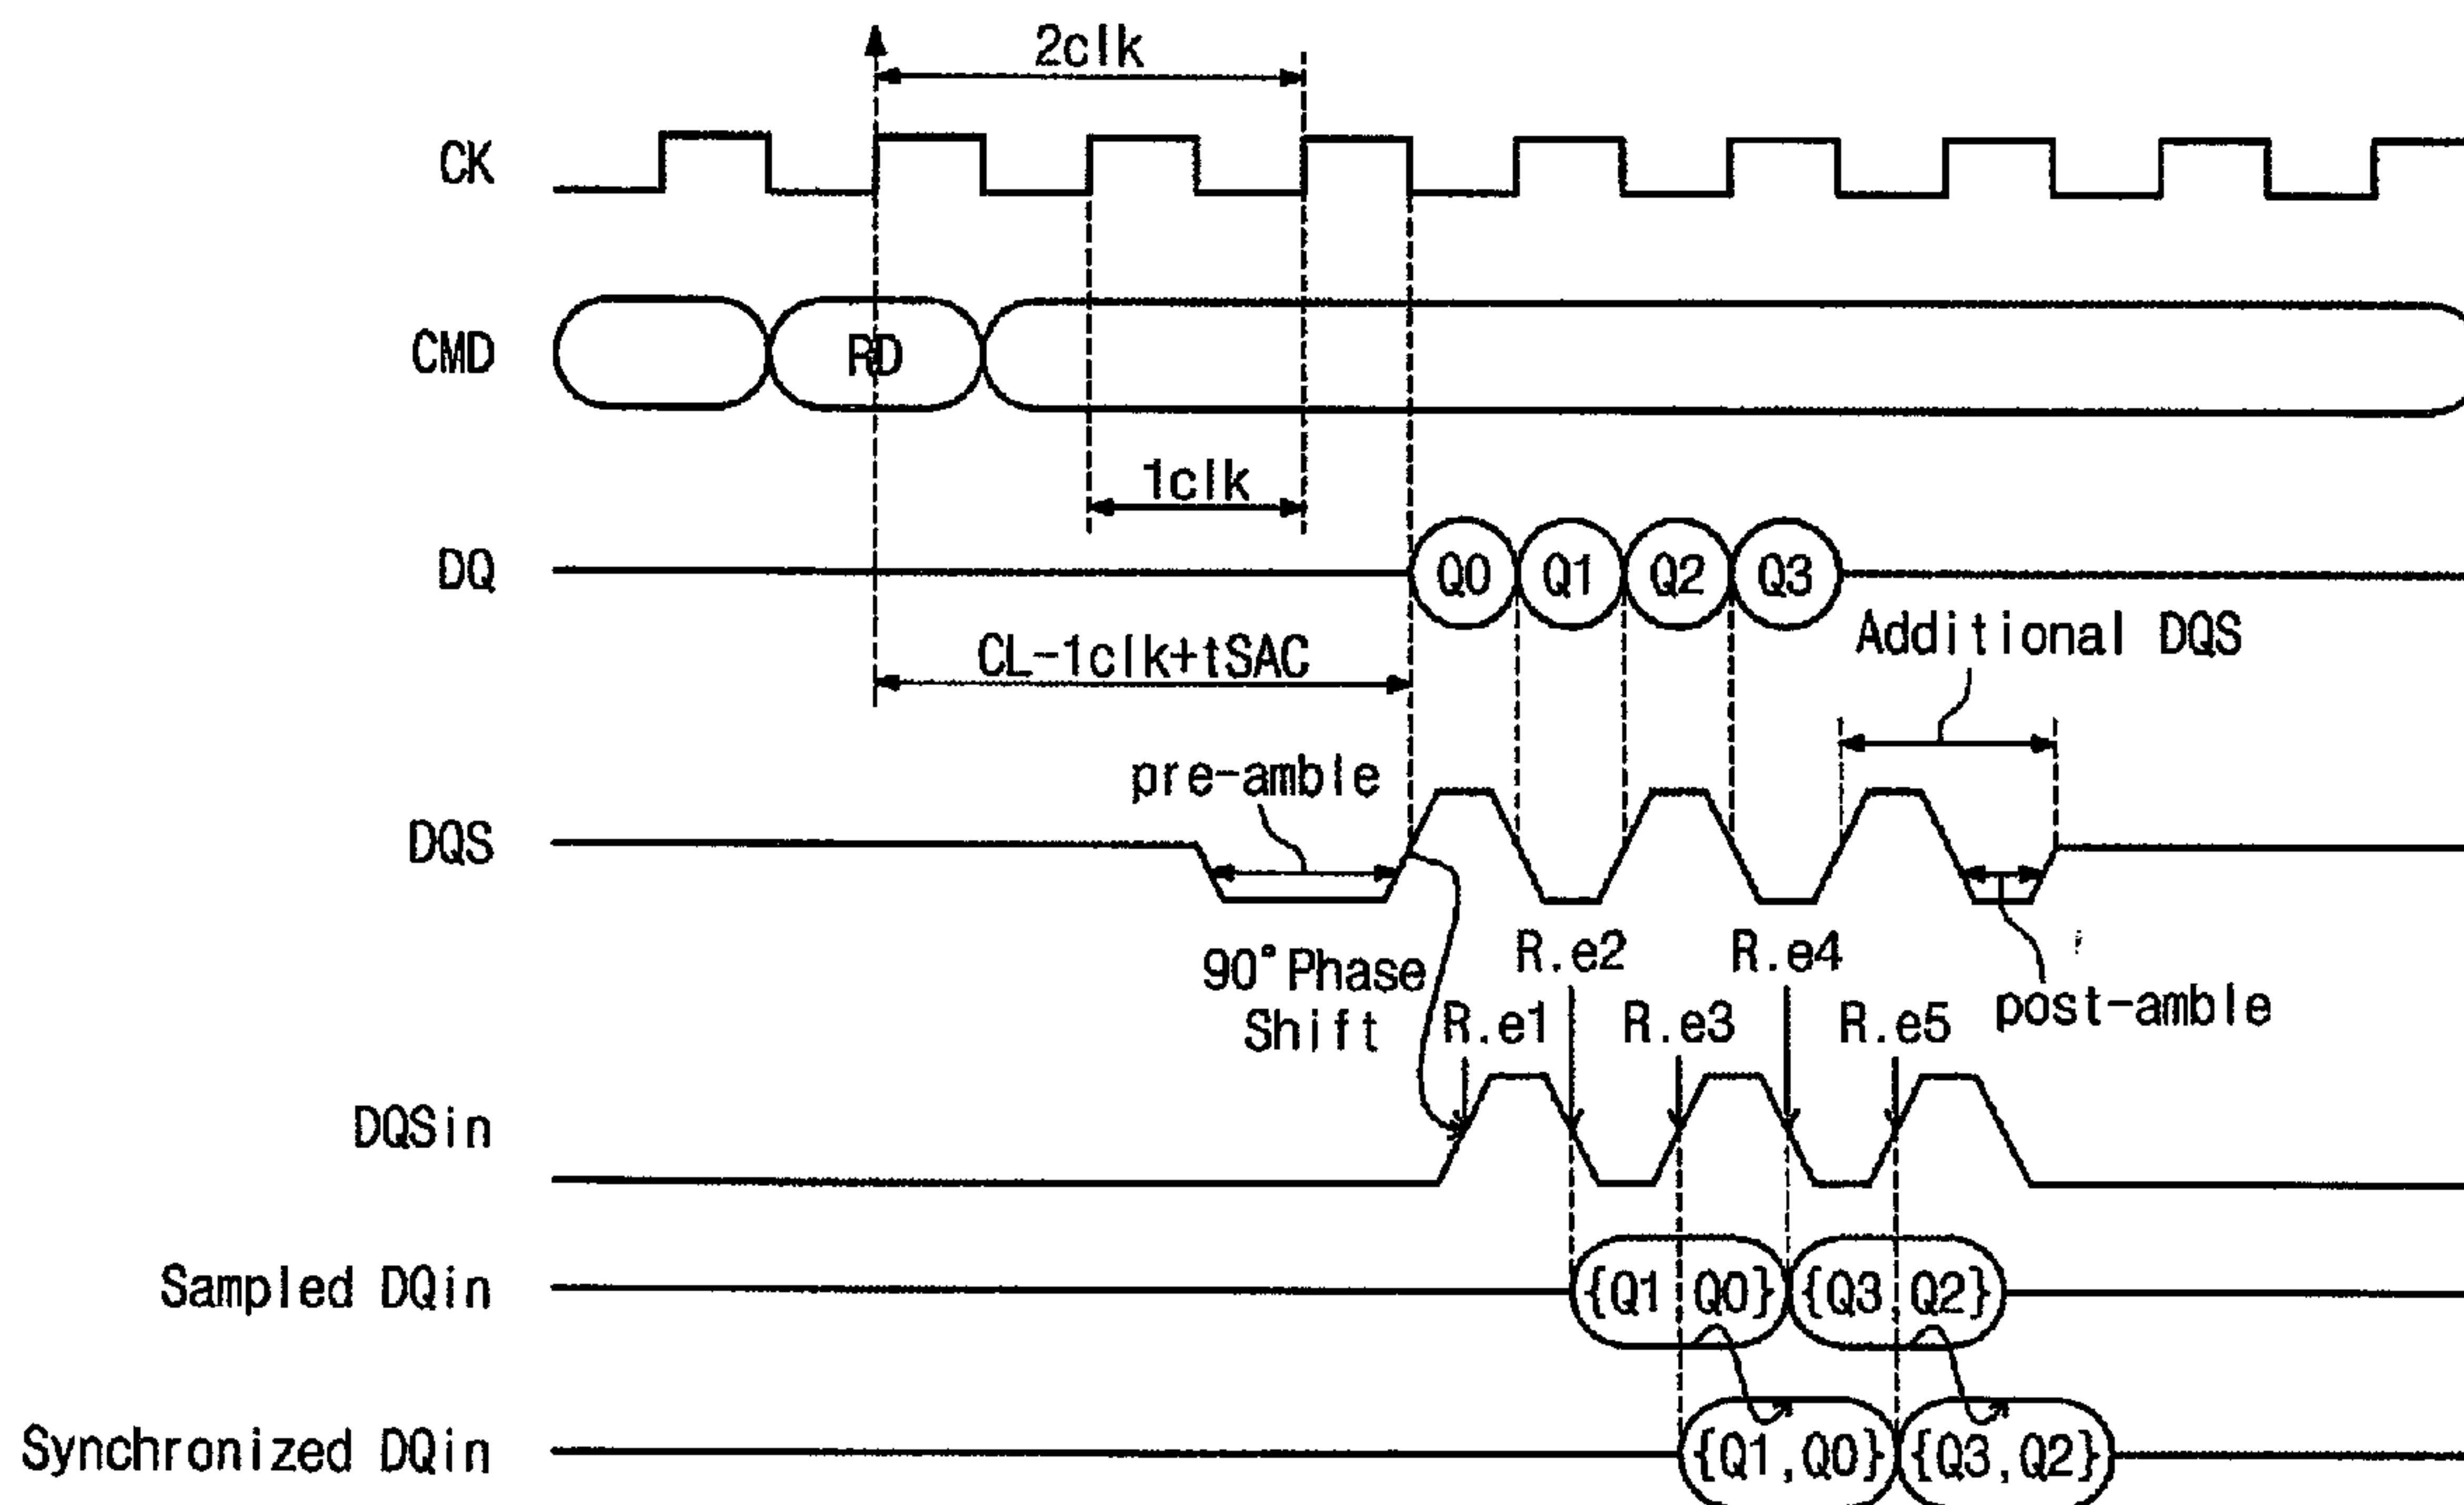 2clk
CK
CMD
RD
1clk
DQ
Q0 Q1 Q2 Q3
Additional DQS
CL-1clk+tSAC
pre-amble
DQS
R.e2 R.e4
90°Phase
Shift
R.e1 R.e3 R.e5
post-amble
DQSin
Sampled DQin
{Q1 Q0} {Q3,Q2}
Synchronized DQin
{Q1,Q0} {Q3,Q2}